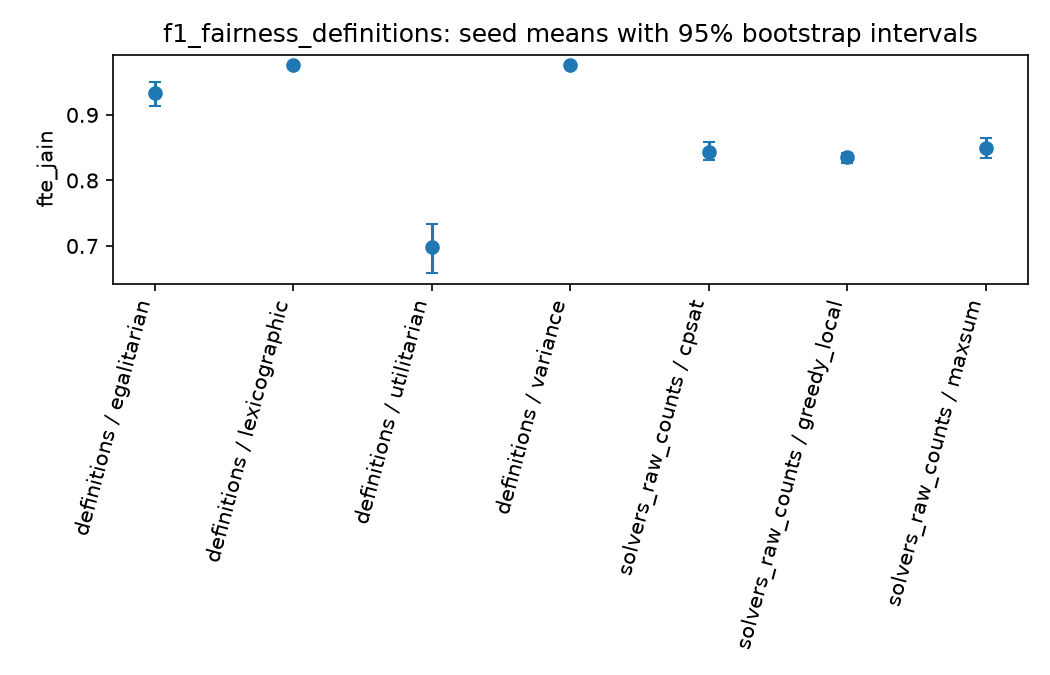 f1_fairness_definitions: seed means with 95% bootstrap intervals
fte_jain
0.9
0.8
0.7
definitions / egalitarian
definitions / lexicographic
definitions / utilitarian
definitions / variance
solvers_raw_counts / cpsat
solvers_raw_counts / greedy_local
solvers_raw_counts / maxsum